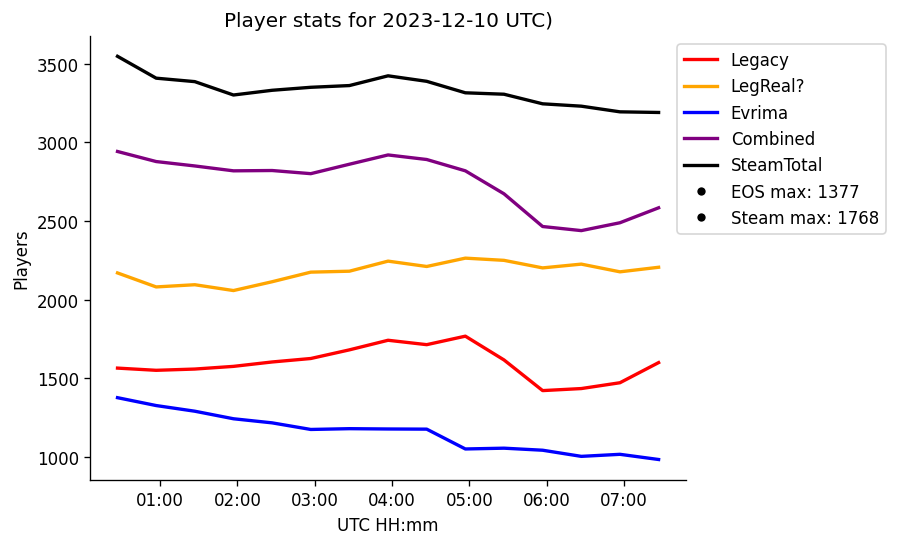 Player stats for 2023-12-10 UTC)
Players
3500
3000
2500
2000
1500
1000
01:00 02:00 03:00 04:00 05:00 06:00 07:00
UTC HH:mm
Legacy
LegReal?
Evrima
Combined
SteamTotal
EOS max: 1377
Steam max: 1768